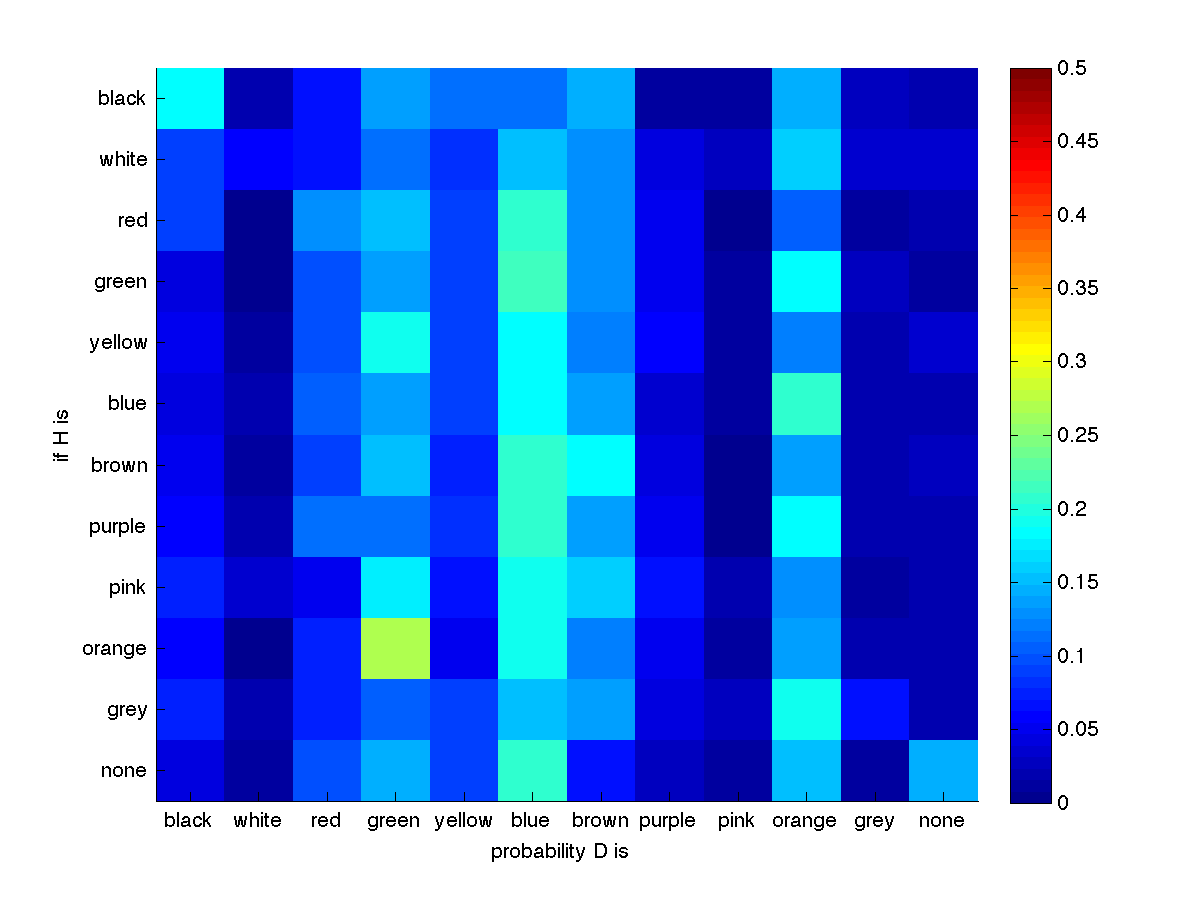 black
white
red
green
yellow
blue
brown
purple
pink
orange
grey
none
if H is
black white red green yellow blue brown purple pink orange grey none
probability D is
0.5
0.45
0.4
0.35
0.3
0.25
0.2
0.15
0.1
0.05
0